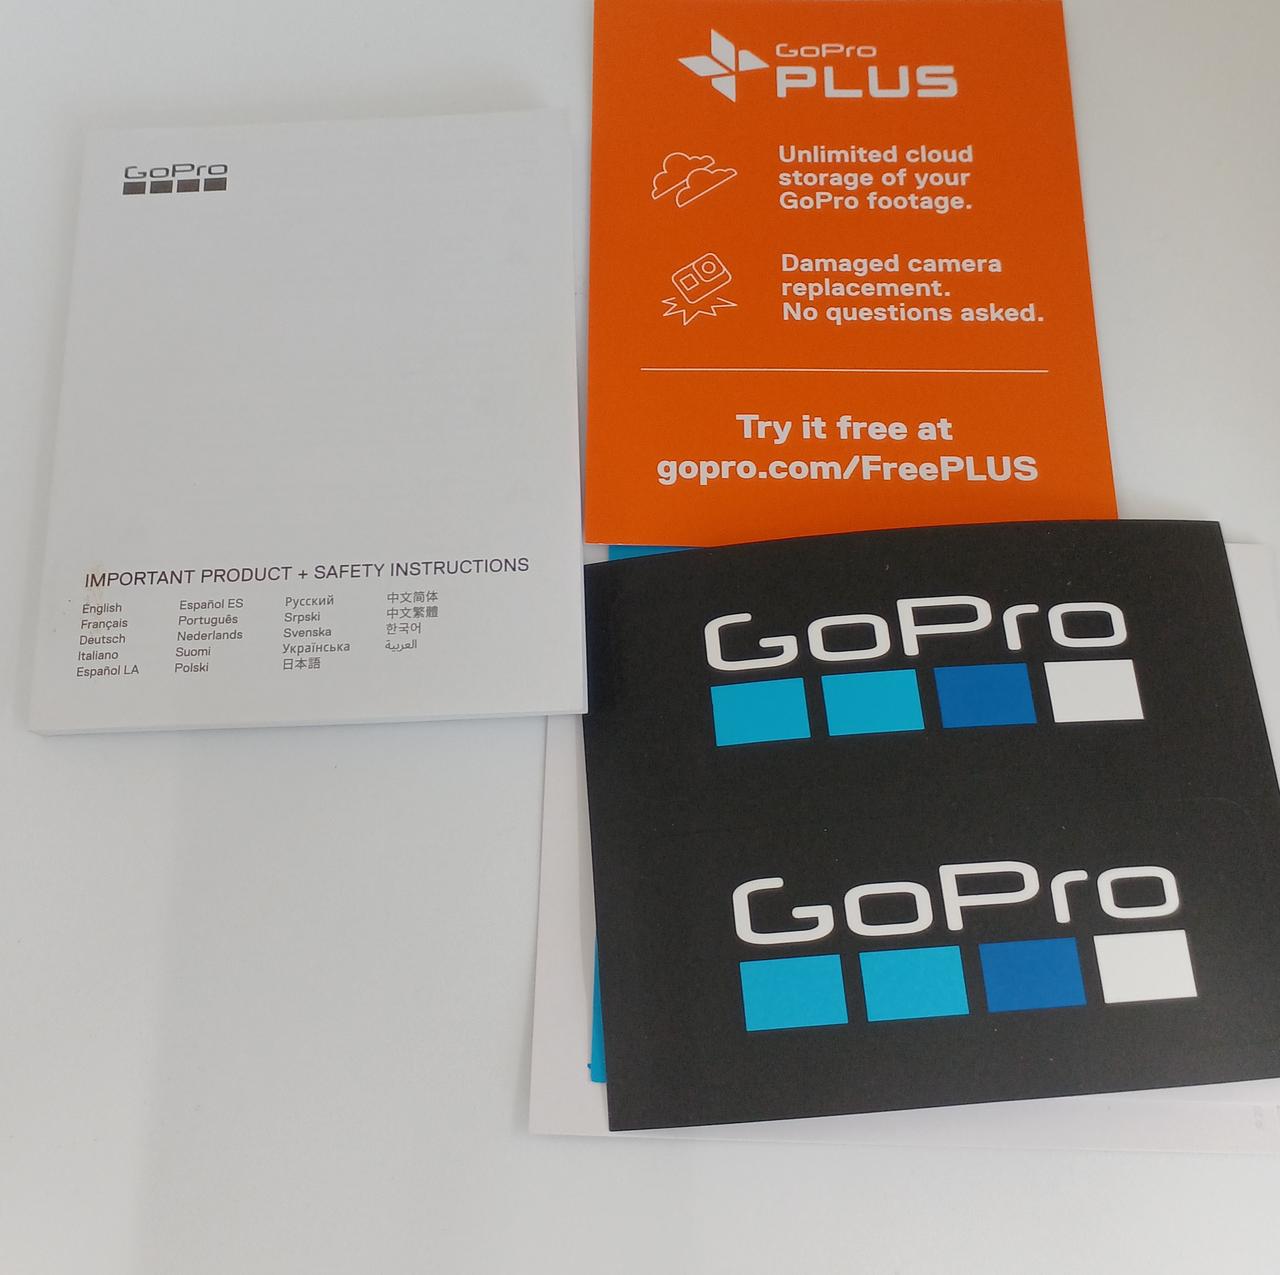 GoPro
IMPORTANT PRODUCT + SAFETY INSTRUCTIONS
English
Français
Deutsch
Italiano
Español LA
Español ES
Português
Nederlands
Suomi
Polski
Русский
Srpski
Svenska
Українська
日本語
中文简体
中文繁體
한국어
العربية
GoPro
PLUS
Unlimited cloud
storage of your
GoPro footage.
Damaged camera
replacement.
No questions asked.
Try it free at
gopro.com/FreePLUS
GoPro
GoPro